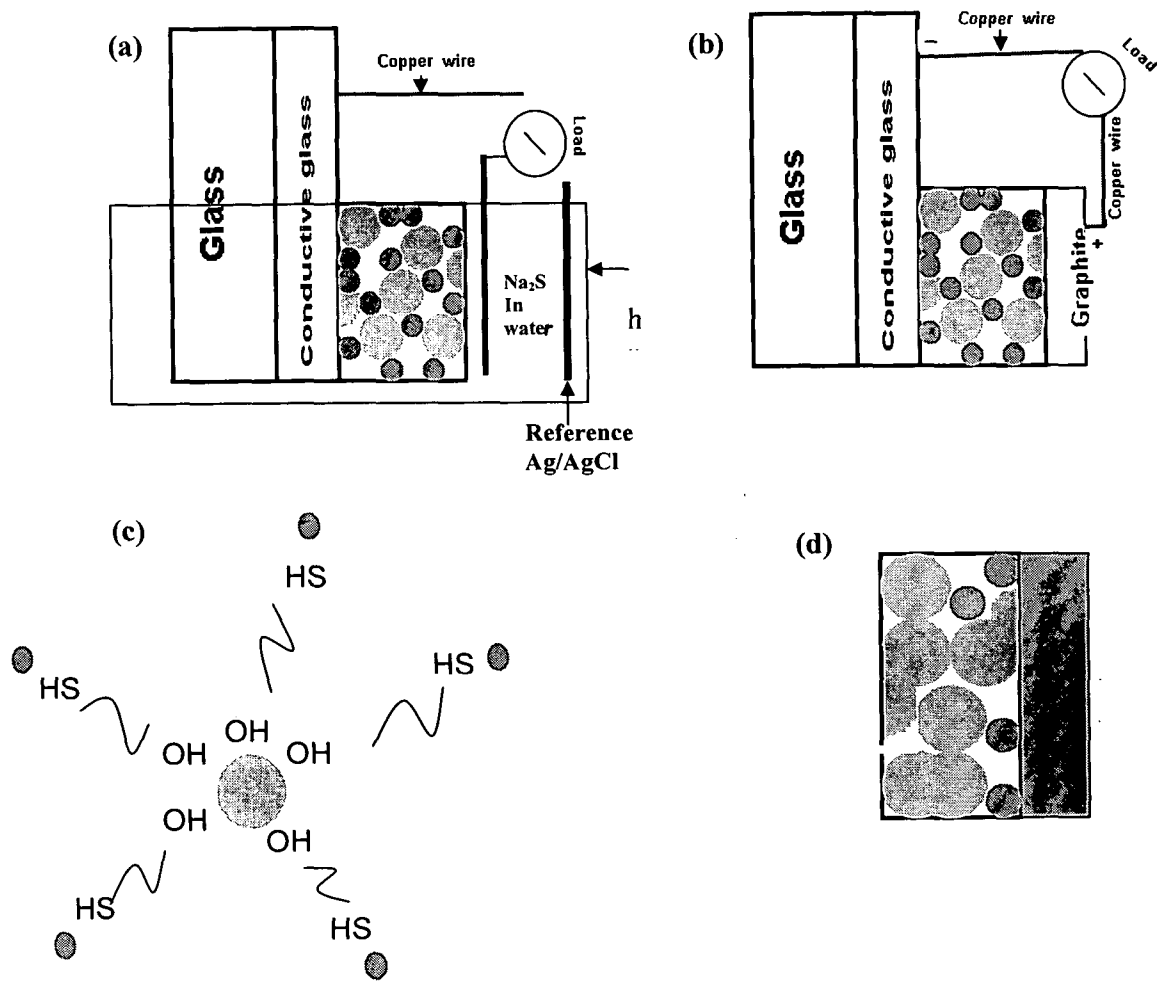 (a)
Copper wire
Load
Glass
Conductive glass
Na₂S
In
water
h
Reference
Ag/AgCl
(b)
Copper wire
−
Load
Glass
Conductive glass
Copper wire
Graphite
+
(c)
HS
HS
HS
OH
OH
OH
OH
OH
HS
HS
(d)